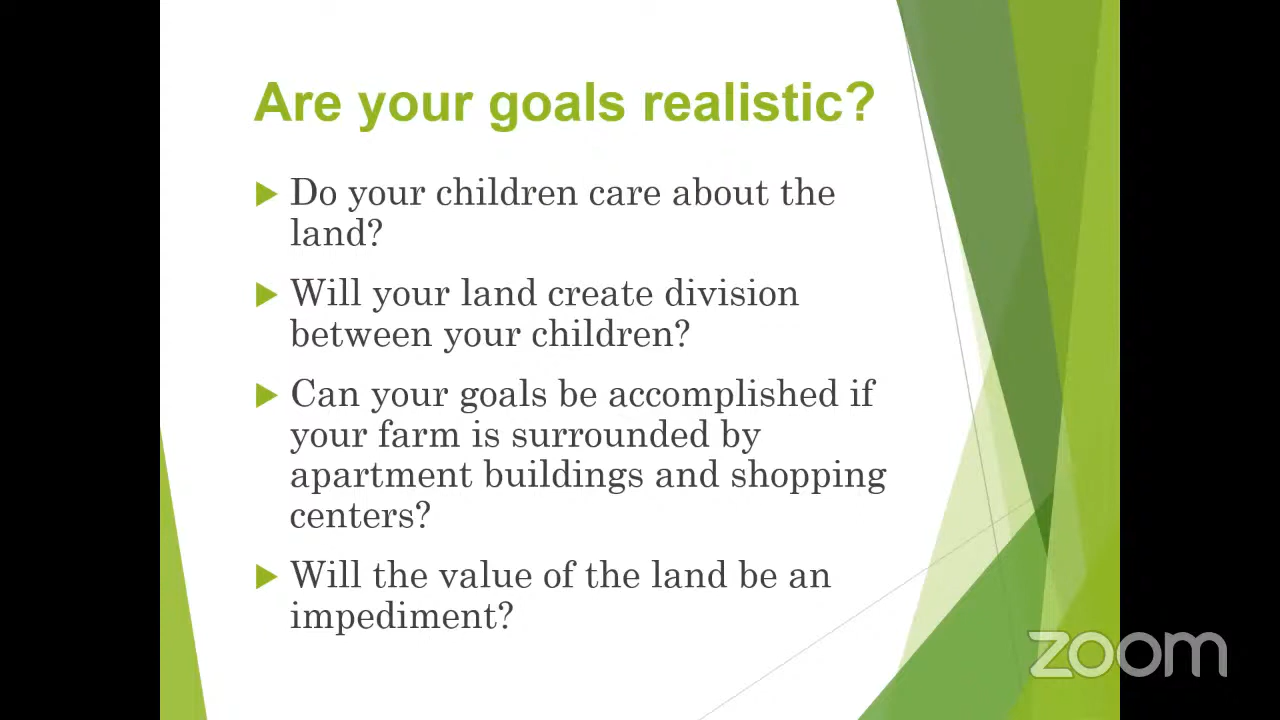 Are your goals realistic?
Do your children care about the
land?
Will your land create division
between your children?
Can your goals be accomplished if
your farm is surrounded by
apartment buildings and shopping
centers?
Will the value of the land be an
impediment?
zoom